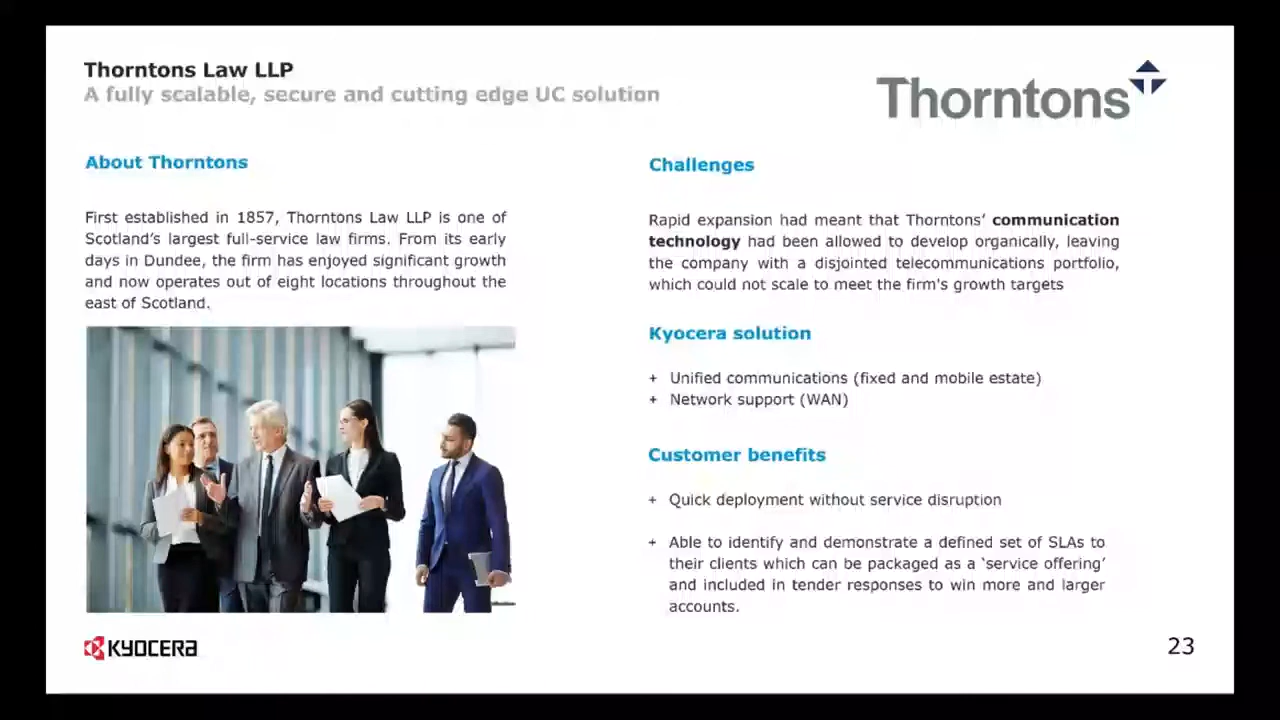 Thorntons Law LLP
A fully scalable, secure and cutting edge UC solution
Thorntons
About Thorntons
First established in 1857, Thorntons Law LLP is one of
Scotland's largest full-service law firms. From its early
days in Dundee, the firm has enjoyed significant growth
and now operates out of eight locations throughout the
east of Scotland.
Challenges
Rapid expansion had meant that Thorntons' communication
technology had been allowed to develop organically, leaving
the company with a disjointed telecommunications portfolio,
which could not scale to meet the firm's growth targets
Kyocera solution
+ Unified communications (fixed and mobile estate)
+ Network support (WAN)
Customer benefits
+ Quick deployment without service disruption
+ Able to identify and demonstrate a defined set of SLAs to
their clients which can be packaged as a ‘service offering’
and included in tender responses to win more and larger
accounts.
KYOCERA
23